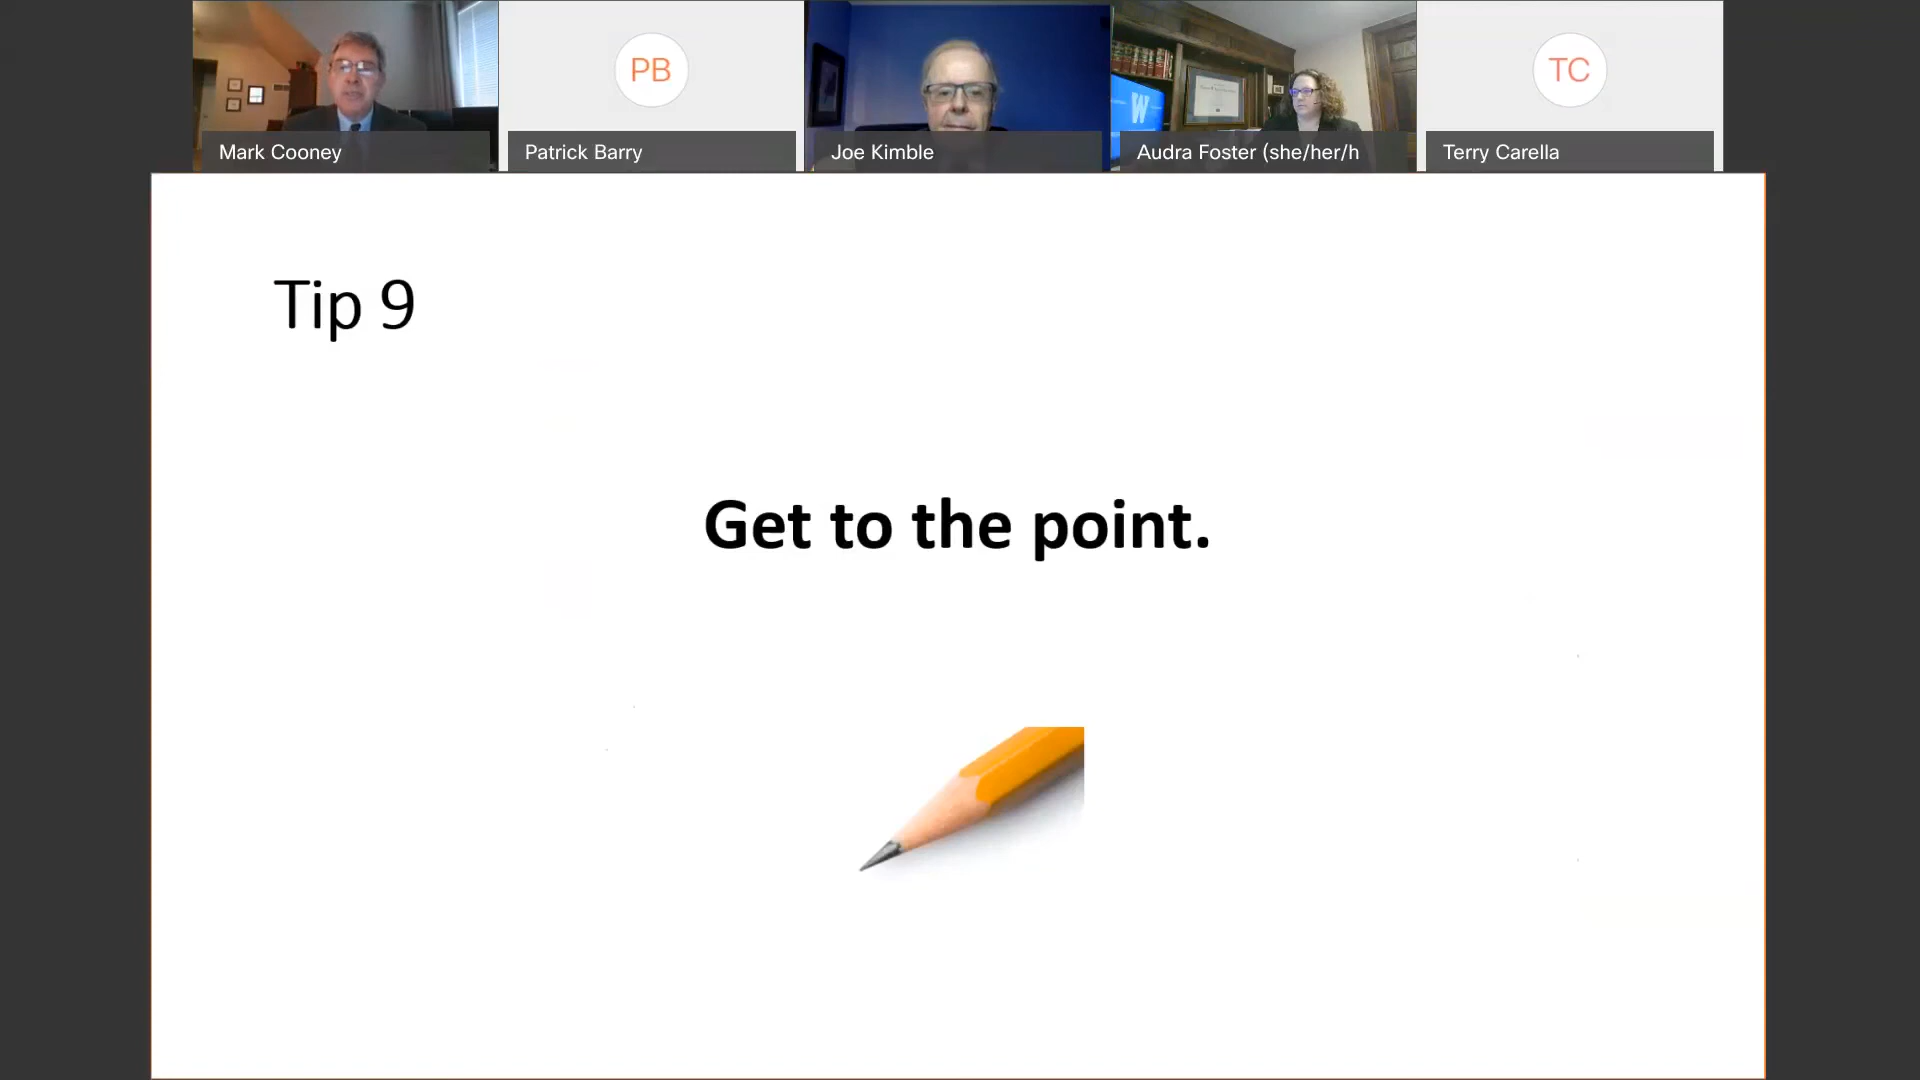 PB
TC
W
Mark Cooney
Patrick Barry
Joe Kimble
Audra Foster (she/her/h
Terry Carella
Tip 9
Get to the point.